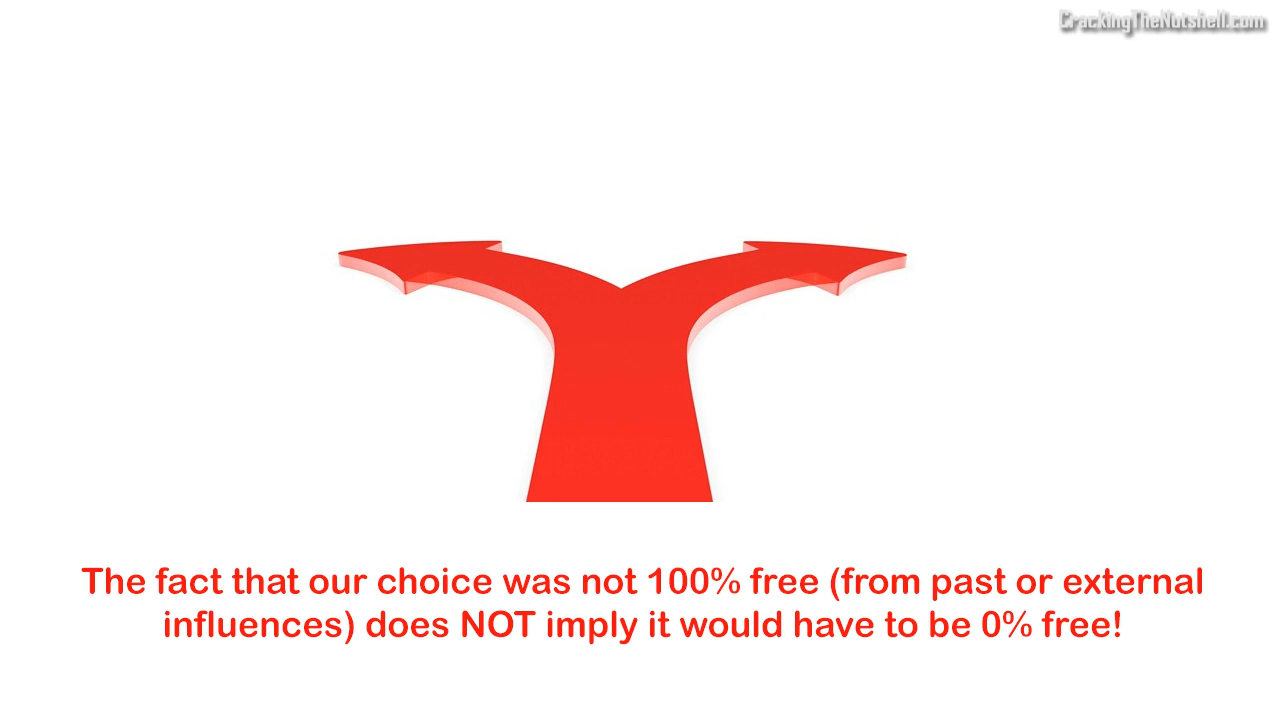 CrackingTheNutshell.com
The fact that our choice was not 100% free (from past or external
influences) does NOT imply it would have to be 0% free!